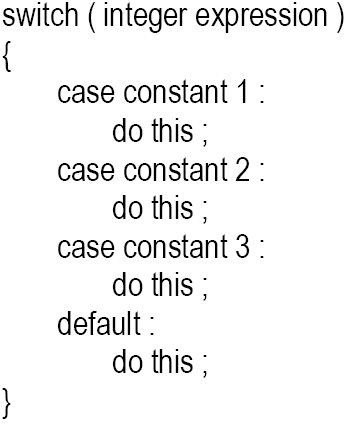 switch ( integer expression )
{
case constant 1 :
do this ;
case constant 2 :
do this ;
case constant 3 :
do this ;
default :
do this ;
}